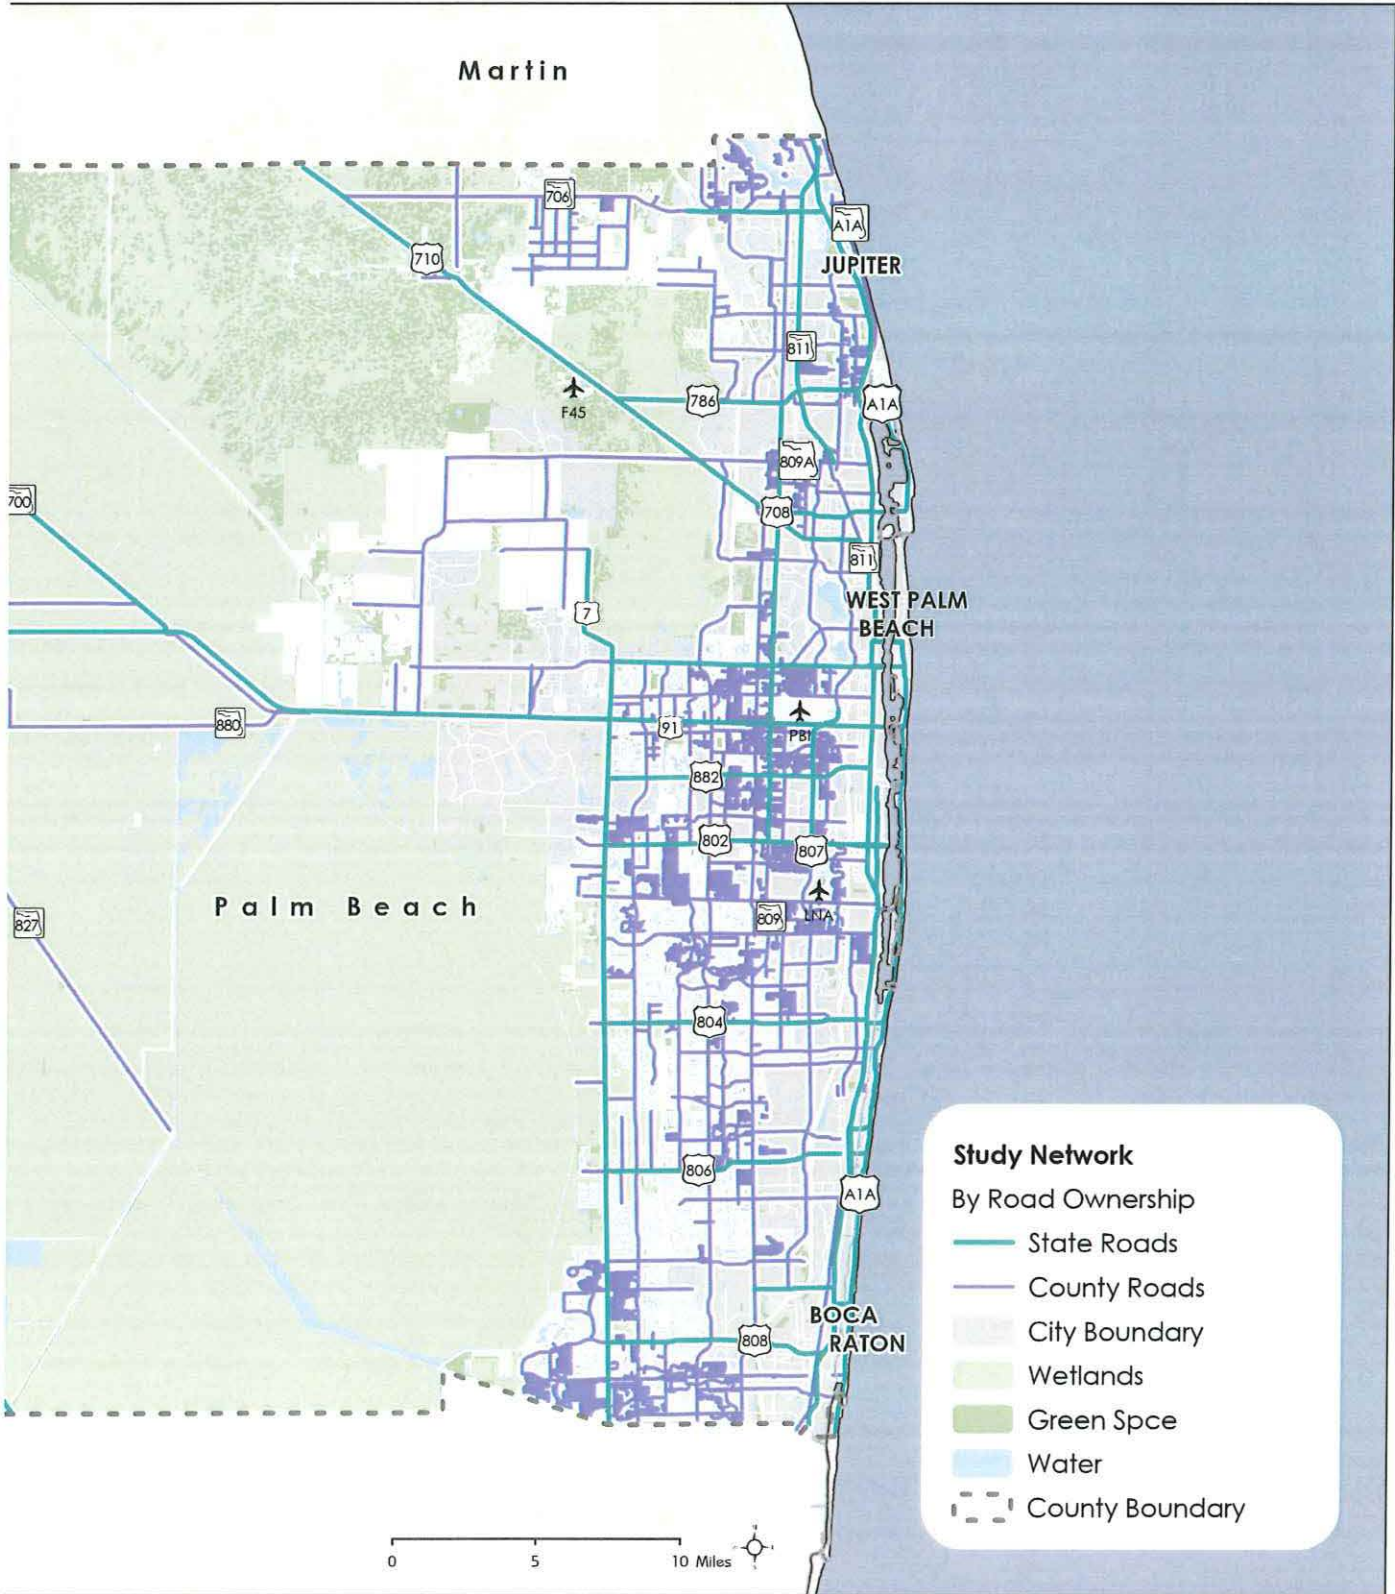 Martin
706
A1A
710
JUPITER
811
F45
786
A1A
809A
700
708
811
7
WEST PALM
BEACH
880
91
PBI
882
802
807
Palm Beach
827
809
LNA
804
806
A1A
BOCA
RATON
808
Study Network
By Road Ownership
State Roads
County Roads
City Boundary
Wetlands
Green Spce
Water
County Boundary
0 5 10 Miles